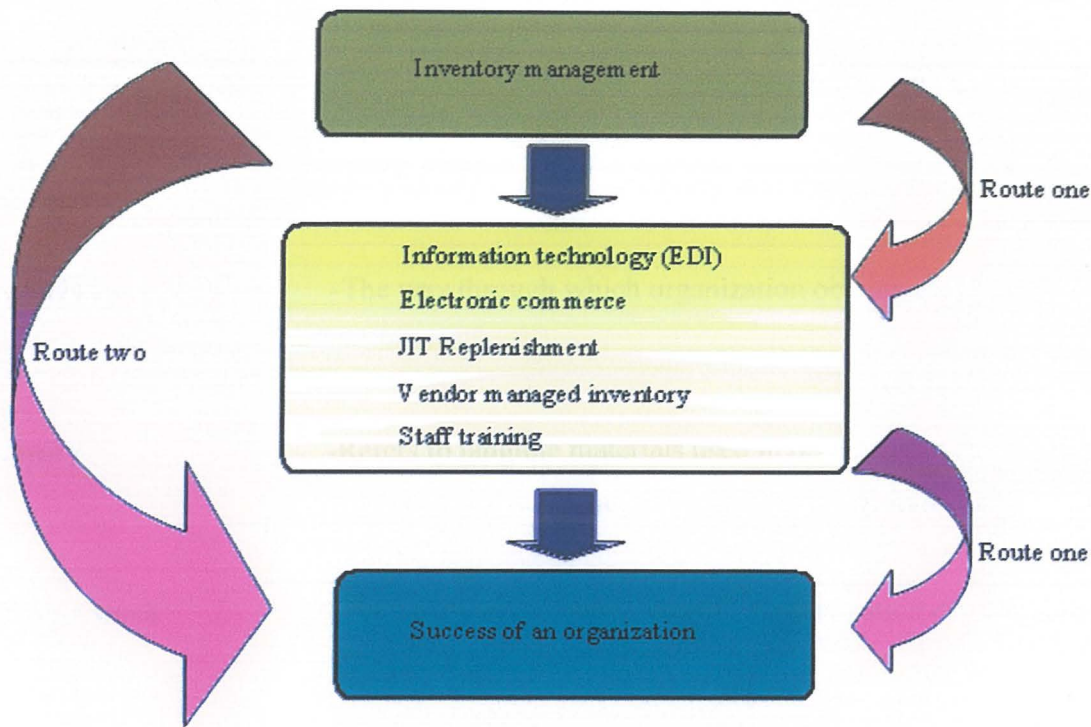 Inventory management
Route one
Information technology (EDI)
Electronic commerce
JIT Replenishment
Route two
Vendor managed inventory
Staff training
Route one
Success of an organization